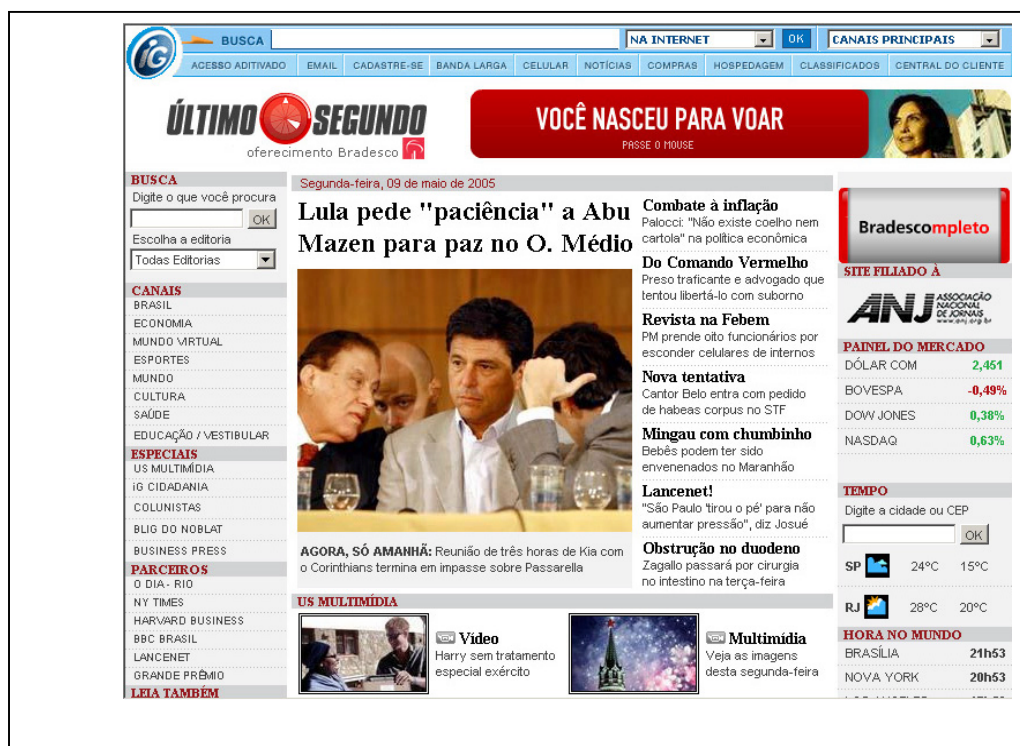 iG
BUSCA
NA INTERNET
OK
CANAIS PRINCIPAIS
ACESSO ADITIVADO EMAIL CADASTRE-SE BANDA LARGA CELULAR NOTÍCIAS COMPRAS HOSPEDAGEM CLASSIFICADOS CENTRAL DO CLIENTE
ÚLTIMO SEGUNDO
oferecimento Bradesco
VOCÊ NASCEU PARA VOAR
PASSE O MOUSE
BUSCA
Digite o que você procura
OK
Escolha a editoria
Todas Editorias
CANAIS
BRASIL
ECONOMIA
MUNDO VIRTUAL
ESPORTES
MUNDO
CULTURA
SAÚDE
EDUCAÇÃO / VESTIBULAR
ESPECIAIS
US MULTIMÍDIA
iG CIDADANIA
COLUNISTAS
BLIG DO NOBLAT
BUSINESS PRESS
PARCEIROS
O DIA - RIO
NY TIMES
HARVARD BUSINESS
BBC BRASIL
LANCENET
GRANDE PRÊMIO
LEIA TAMBÉM
Segunda-feira, 09 de maio de 2005
Lula pede "paciência" a Abu
Mazen para paz no O. Médio
AGORA, SÓ AMANHÃ: Reunião de três horas de Kia com
o Corinthians termina em impasse sobre Passarella
Combate à inflação
Palocci: "Não existe coelho nem
cartola" na política econômica
Do Comando Vermelho
Preso traficante e advogado que
tentou libertá-lo com suborno
Revista na Febem
PM prende oito funcionários por
esconder celulares de internos
Nova tentativa
Cantor Belo entra com pedido
de habeas corpus no STF
Mingau com chumbinho
Bebês podem ter sido
envenenados no Maranhão
Lancenet!
"São Paulo 'tirou o pé' para não
aumentar pressão", diz Josué
Obstrução no duodeno
Zagallo passará por cirurgia
no intestino na terça-feira
US MULTIMÍDIA
Vídeo
Harry sem tratamento
especial exército
Multimídia
Veja as imagens
desta segunda-feira
Bradescompleto
SITE FILIADO À
ANJ ASSOCIAÇÃO
NACIONAL
DE JORNAIS
www.anj.org.br
PAINEL DO MERCADO
DÓLAR COM 2,451
BOVESPA -0,49%
DOW JONES 0,38%
NASDAQ 0,63%
TEMPO
Digite a cidade ou CEP
OK
SP 24°C 15°C
RJ 28°C 20°C
HORA NO MUNDO
BRASÍLIA 21h53
NOVA YORK 20h53